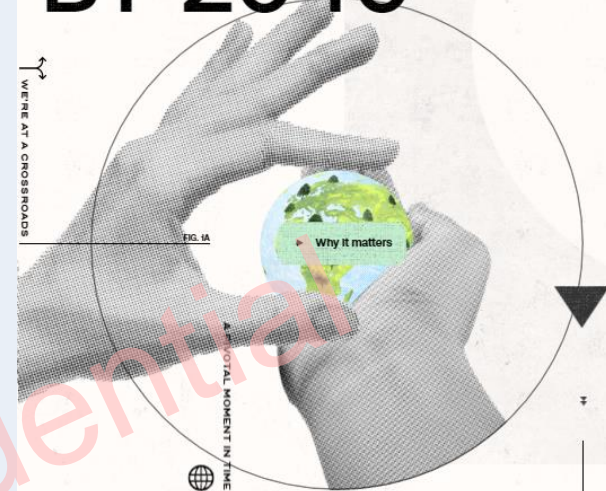 WE'RE AT A CROSSROADS
FIG. 1A
Why it matters
A PIVOTAL MOMENT IN TIME
dential